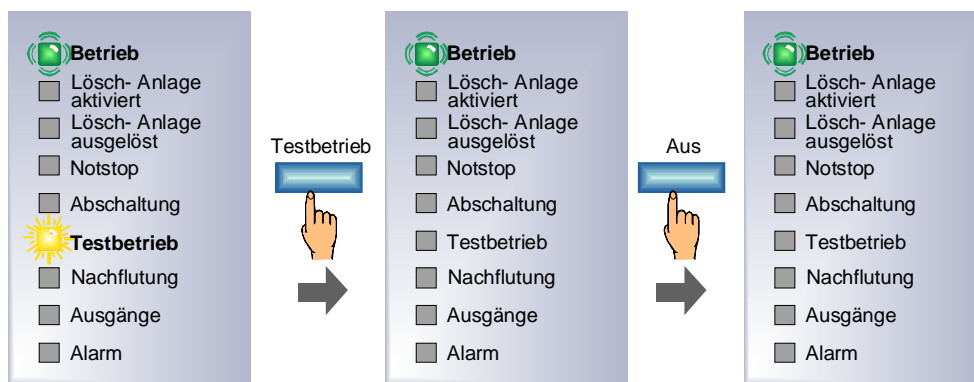 Betrieb
Lösch- Anlage
aktiviert
Lösch- Anlage
ausgelöst
Notstop
Abschaltung
Testbetrieb
Nachflutung
Ausgänge
Alarm
Testbetrieb
Betrieb
Lösch- Anlage
aktiviert
Lösch- Anlage
ausgelöst
Notstop
Abschaltung
Testbetrieb
Nachflutung
Ausgänge
Alarm
Aus
Betrieb
Lösch- Anlage
aktiviert
Lösch- Anlage
ausgelöst
Notstop
Abschaltung
Testbetrieb
Nachflutung
Ausgänge
Alarm